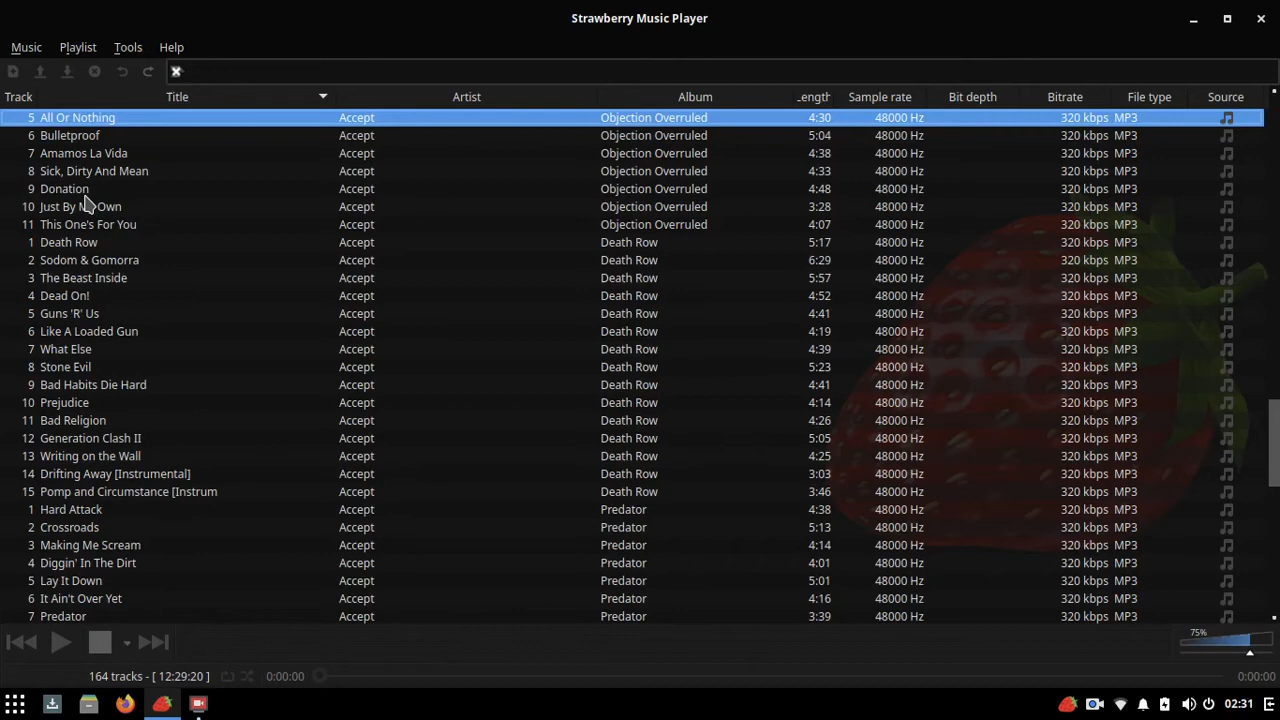 Strawberry Music Player
Music Playlist Tools Help
Track Title Artist Album Length Sample rate Bit depth Bitrate File type Source
5 All Or Nothing Accept Objection Overruled 4:30 48000 Hz 320 kbps MP3
6 Bulletproof Accept Objection Overruled 5:04 48000 Hz 320 kbps MP3
7 Amamos La Vida Accept Objection Overruled 4:38 48000 Hz 320 kbps MP3
8 Sick, Dirty And Mean Accept Objection Overruled 4:33 48000 Hz 320 kbps MP3
9 Donation Accept Objection Overruled 4:48 48000 Hz 320 kbps MP3
10 Just By My Own Accept Objection Overruled 3:28 48000 Hz 320 kbps MP3
11 This One's For You Accept Objection Overruled 4:07 48000 Hz 320 kbps MP3
1 Death Row Accept Death Row 5:17 48000 Hz 320 kbps MP3
2 Sodom & Gomorra Accept Death Row 6:29 48000 Hz 320 kbps MP3
3 The Beast Inside Accept Death Row 5:57 48000 Hz 320 kbps MP3
4 Dead On! Accept Death Row 4:52 48000 Hz 320 kbps MP3
5 Guns 'R' Us Accept Death Row 4:41 48000 Hz 320 kbps MP3
6 Like A Loaded Gun Accept Death Row 4:19 48000 Hz 320 kbps MP3
7 What Else Accept Death Row 4:39 48000 Hz 320 kbps MP3
8 Stone Evil Accept Death Row 5:23 48000 Hz 320 kbps MP3
9 Bad Habits Die Hard Accept Death Row 4:41 48000 Hz 320 kbps MP3
10 Prejudice Accept Death Row 4:14 48000 Hz 320 kbps MP3
11 Bad Religion Accept Death Row 4:26 48000 Hz 320 kbps MP3
12 Generation Clash II Accept Death Row 5:05 48000 Hz 320 kbps MP3
13 Writing on the Wall Accept Death Row 4:25 48000 Hz 320 kbps MP3
14 Drifting Away [Instrumental] Accept Death Row 3:03 48000 Hz 320 kbps MP3
15 Pomp and Circumstance [Instrum Accept Death Row 3:46 48000 Hz 320 kbps MP3
1 Hard Attack Accept Predator 4:38 48000 Hz 320 kbps MP3
2 Crossroads Accept Predator 5:13 48000 Hz 320 kbps MP3
3 Making Me Scream Accept Predator 4:14 48000 Hz 320 kbps MP3
4 Diggin' In The Dirt Accept Predator 4:01 48000 Hz 320 kbps MP3
5 Lay It Down Accept Predator 5:01 48000 Hz 320 kbps MP3
6 It Ain't Over Yet Accept Predator 4:16 48000 Hz 320 kbps MP3
7 Predator Accept Predator 3:39 48000 Hz 320 kbps MP3
75%
164 tracks - [ 12:29:20 ] 0:00:00 0:00:00
02:31